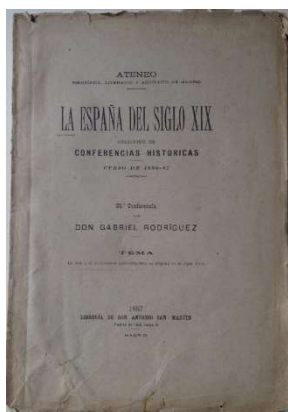 ATENEO
CIENTÍFICO, LITERARIO Y ARTÍSTICO DE MADRID
LA ESPAÑA DEL SIGLO XIX
COLECCIÓN DE
CONFERENCIAS HISTÓRICAS
CURSO DE 1886-87
Conferencia
POR
DON GABRIEL RODRÍGUEZ
TEMA
1887
LIBRERÍA DE DON ANTONIO SAN MARTÍN
MADRID